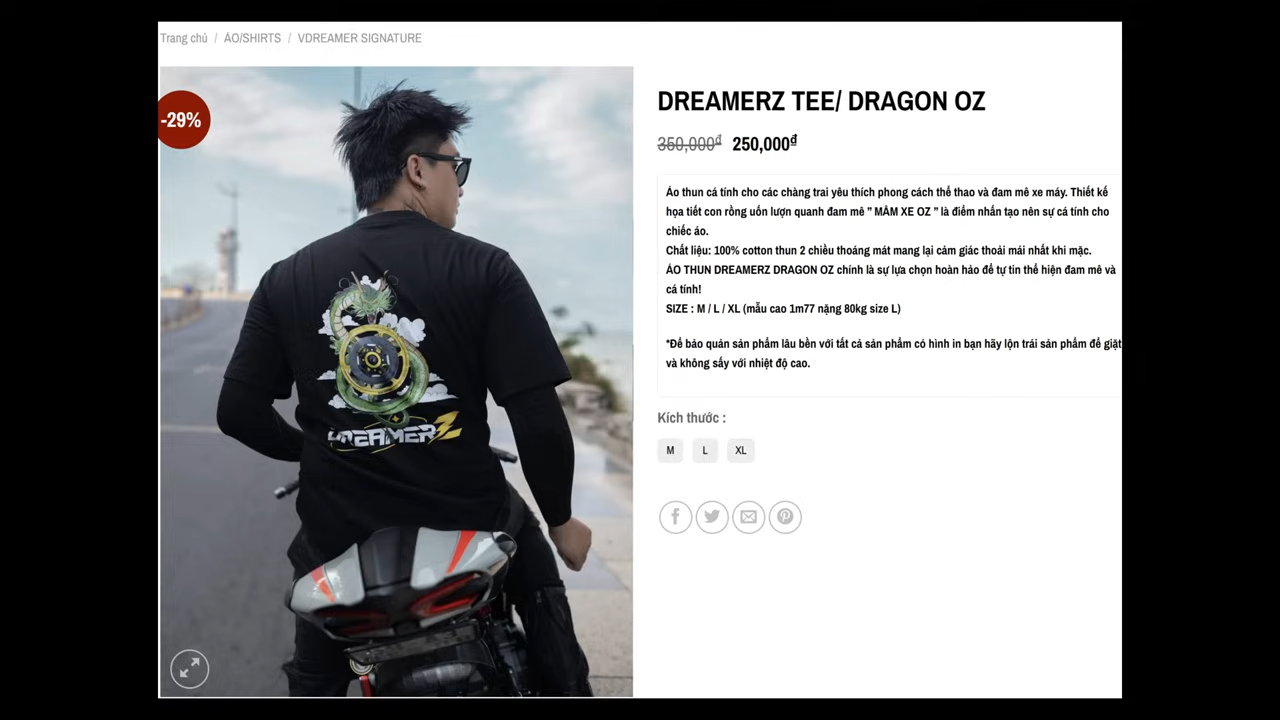 Trang chủ / ÁO/SHIRTS / VDREAMER SIGNATURE
-29%
DREAMERZ
DREAMERZ TEE/ DRAGON OZ
350,000₫ 250,000₫
Áo thun cá tính cho các chàng trai yêu thích phong cách thể thao và đam mê xe máy. Thiết kế
họa tiết con rồng uốn lượn quanh đam mê ” MÂM XE OZ ” là điểm nhấn tạo nên sự cá tính cho
chiếc áo.
Chất liệu: 100% cotton thun 2 chiều thoáng mát mang lại cảm giác thoải mái nhất khi mặc.
ÁO THUN DREAMERZ DRAGON OZ chính là sự lựa chọn hoàn hảo để tự tin thể hiện đam mê và
cá tính!
SIZE : M / L / XL (mẫu cao 1m77 nặng 80kg size L)
*Để bảo quản sản phẩm lâu bền với tất cả sản phẩm có hình in bạn hãy lộn trái sản phẩm để giặt
và không sấy với nhiệt độ cao.
Kích thước :
M L XL